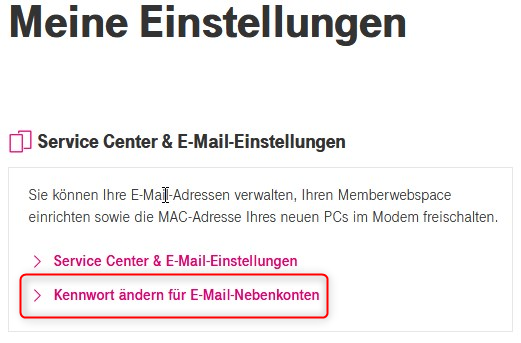 Meine Einstellungen
Service Center & E-Mail-Einstellungen
Sie können Ihre E-Mail-Adressen verwalten, Ihren Memberwebspace
einrichten sowie die MAC-Adresse Ihres neuen PCs im Modem freischalten.
Service Center & E-Mail-Einstellungen
Kennwort ändern für E-Mail-Nebenkonten